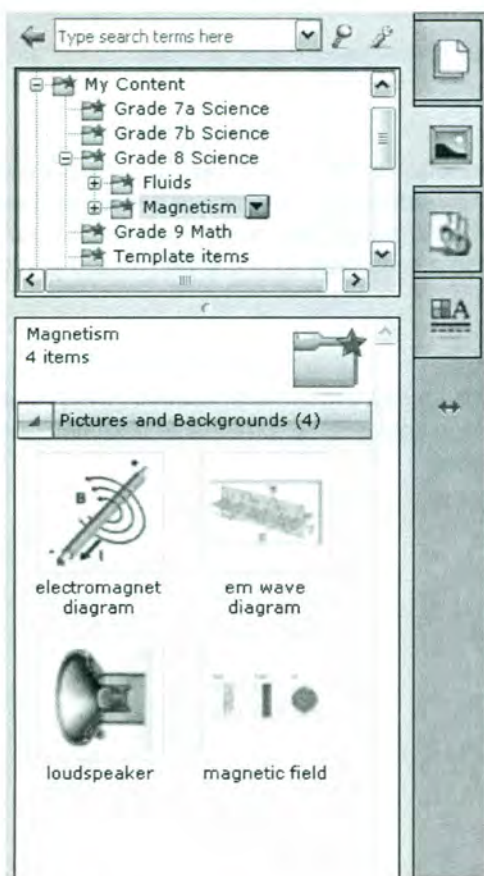 Type search terms here
My Content
Grade 7a Science
Grade 7b Science
Grade 8 Science
Fluids
Magnetism
Grade 9 Math
Template items
A
Magnetism
4 items
Pictures and Backgrounds (4)
B
I
electromagnet
diagram
em wave
diagram
loudspeaker
magnetic field